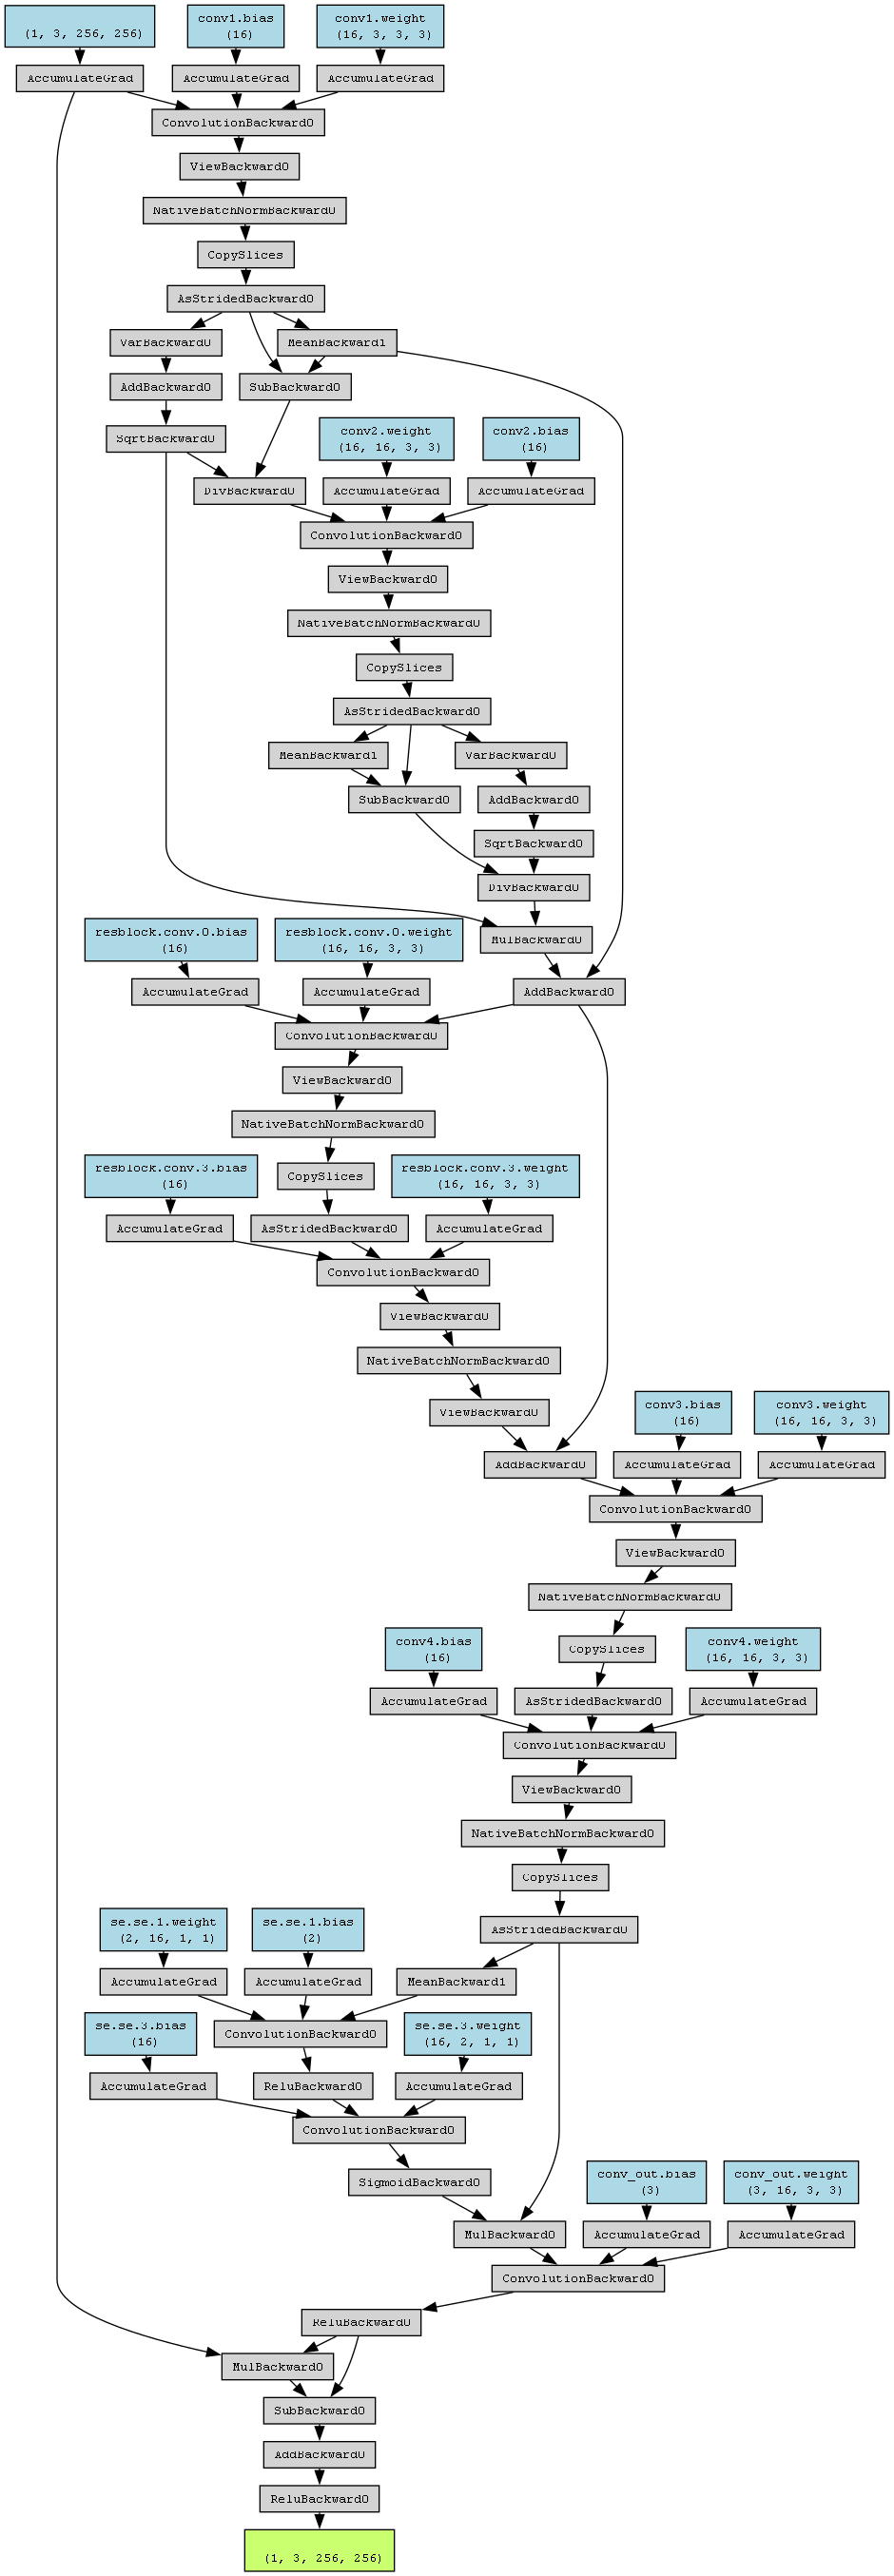 (1, 3, 256, 256)
conv1.bias
(16)
conv1.weight
(16, 3, 3, 3)
AccumulateGrad
AccumulateGrad
AccumulateGrad
ConvolutionBackward0
ViewBackward0
NativeBatchNormBackward0
CopySlices
AsStridedBackward0
VarBackward0
MeanBackward1
AddBackward0
SubBackward0
SqrtBackward0
conv2.weight
(16, 16, 3, 3)
conv2.bias
(16)
DivBackward0
AccumulateGrad
AccumulateGrad
ConvolutionBackward0
ViewBackward0
NativeBatchNormBackward0
CopySlices
AsStridedBackward0
MeanBackward1
VarBackward0
SubBackward0
AddBackward0
SqrtBackward0
DivBackward0
resblock.conv.0.bias
(16)
resblock.conv.0.weight
(16, 16, 3, 3)
MulBackward0
AccumulateGrad
AccumulateGrad
AddBackward0
ConvolutionBackward0
ViewBackward0
NativeBatchNormBackward0
resblock.conv.3.bias
(16)
CopySlices
resblock.conv.3.weight
(16, 16, 3, 3)
AccumulateGrad
AsStridedBackward0
AccumulateGrad
ConvolutionBackward0
ViewBackward0
NativeBatchNormBackward0
ViewBackward0
conv3.bias
(16)
conv3.weight
(16, 16, 3, 3)
AddBackward0
AccumulateGrad
AccumulateGrad
ConvolutionBackward0
ViewBackward0
NativeBatchNormBackward0
conv4.bias
(16)
CopySlices
conv4.weight
(16, 16, 3, 3)
AccumulateGrad
AsStridedBackward0
AccumulateGrad
ConvolutionBackward0
ViewBackward0
NativeBatchNormBackward0
CopySlices
se.se.1.weight
(2, 16, 1, 1)
se.se.1.bias
(2)
AsStridedBackward0
AccumulateGrad
AccumulateGrad
MeanBackward1
se.se.3.bias
(16)
ConvolutionBackward0
se.se.3.weight
(16, 2, 1, 1)
AccumulateGrad
ReluBackward0
AccumulateGrad
ConvolutionBackward0
SigmoidBackward0
conv_out.bias
(3)
conv_out.weight
(3, 16, 3, 3)
MulBackward0
AccumulateGrad
AccumulateGrad
ConvolutionBackward0
ReluBackward0
MulBackward0
SubBackward0
AddBackward0
ReluBackward0
(1, 3, 256, 256)